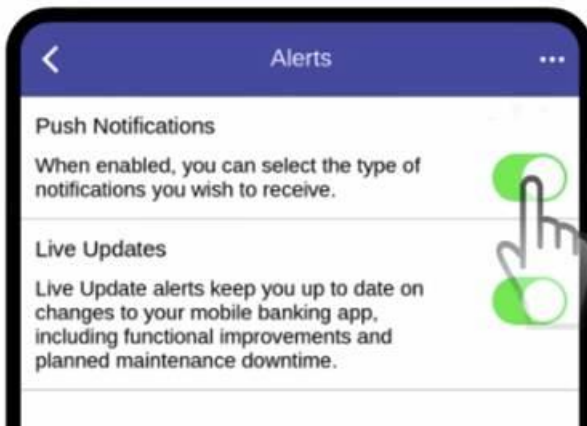 Alerts
Push Notifications
When enabled, you can select the type of
notifications you wish to receive.
Live Updates
Live Update alerts keep you up to date on
changes to your mobile banking app,
including functional improvements and
planned maintenance downtime.